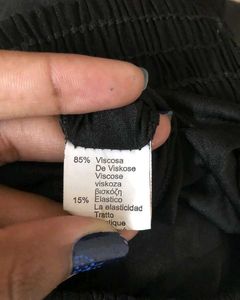 85% Viscosa
De Viskose
Viscose
viskoza
βισκόζη
15% Elastico
La elasticidad
Tratto